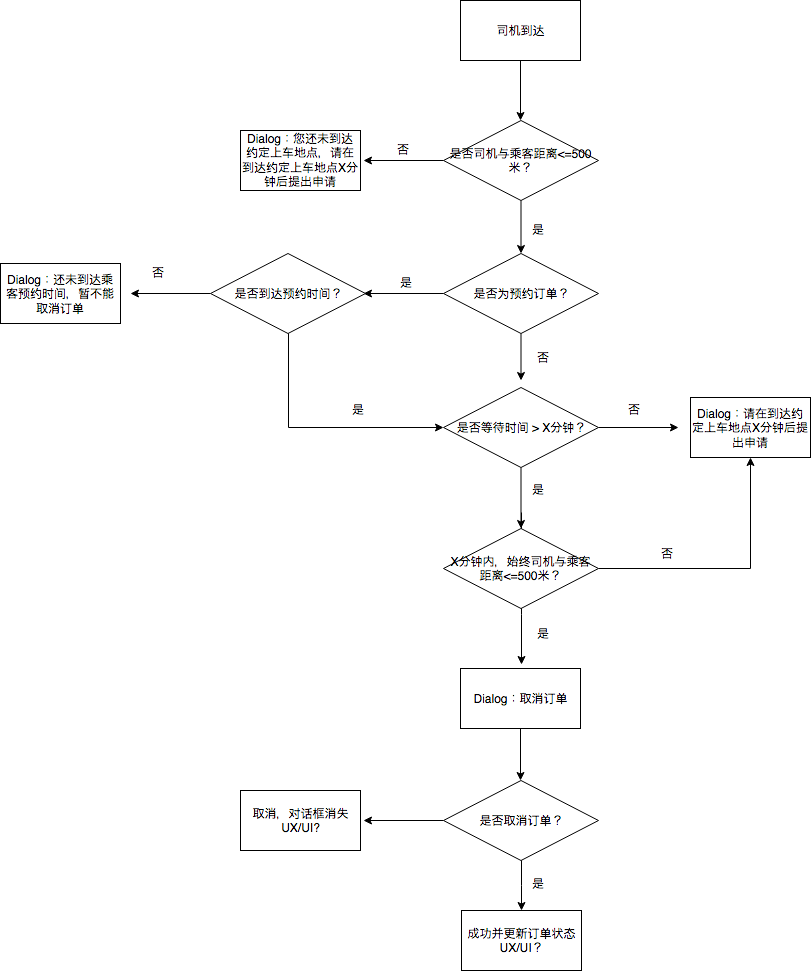 司机到达
Dialog：您还未到达
约定上车地点，请在
到达约定上车地点X分
钟后提出申请
否
是否司机与乘客距离<=500
米？
是
Dialog：还未到达乘
客预约时间，暂不能
取消订单
否
是否到达预约时间？
是
是否为预约订单？
否
是
是否等待时间 > X分钟？
否
Dialog：请在到达约
定上车地点X分钟后提
出申请
是
X分钟内，始终司机与乘客
距离<=500米？
否
是
Dialog：取消订单
取消，对话框消失
UX/UI?
是否取消订单？
是
成功并更新订单状态
UX/UI？